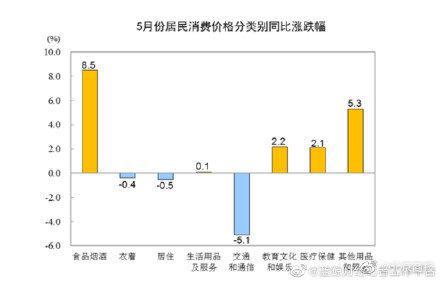 5月份居民消费价格分类别同比涨跌幅
(%)
10.0
8.0
6.0
4.0
2.0
0.0
-2.0
-4.0
-6.0
8.5
-0.4
-0.5
0.1
-5.1
2.2
2.1
5.3
食品烟酒
衣着
居住
生活用品
及服务
交通
和通信
教育文化
和娱乐
医疗保健
其他用品